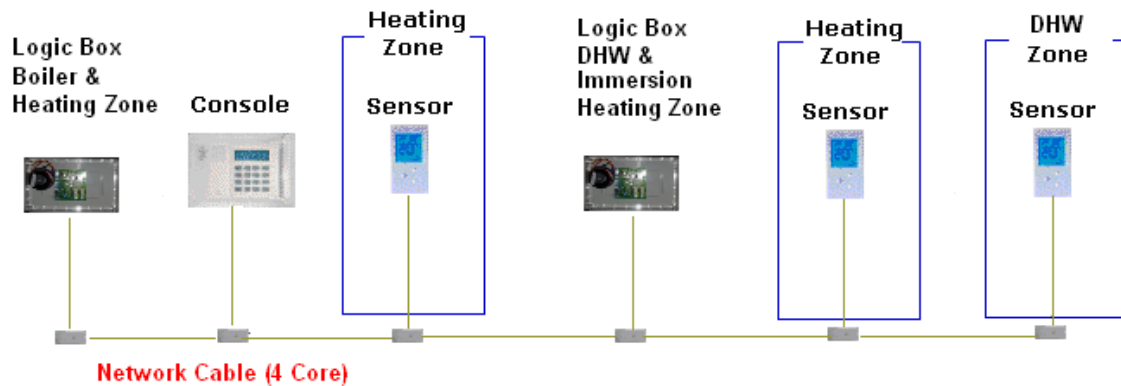 Logic Box
Boiler &
Heating Zone
Console
Heating
Zone
Sensor
Logic Box
DHW &
Immersion
Heating Zone
Heating
Zone
Sensor
DHW
Zone
Sensor
Network Cable (4 Core)